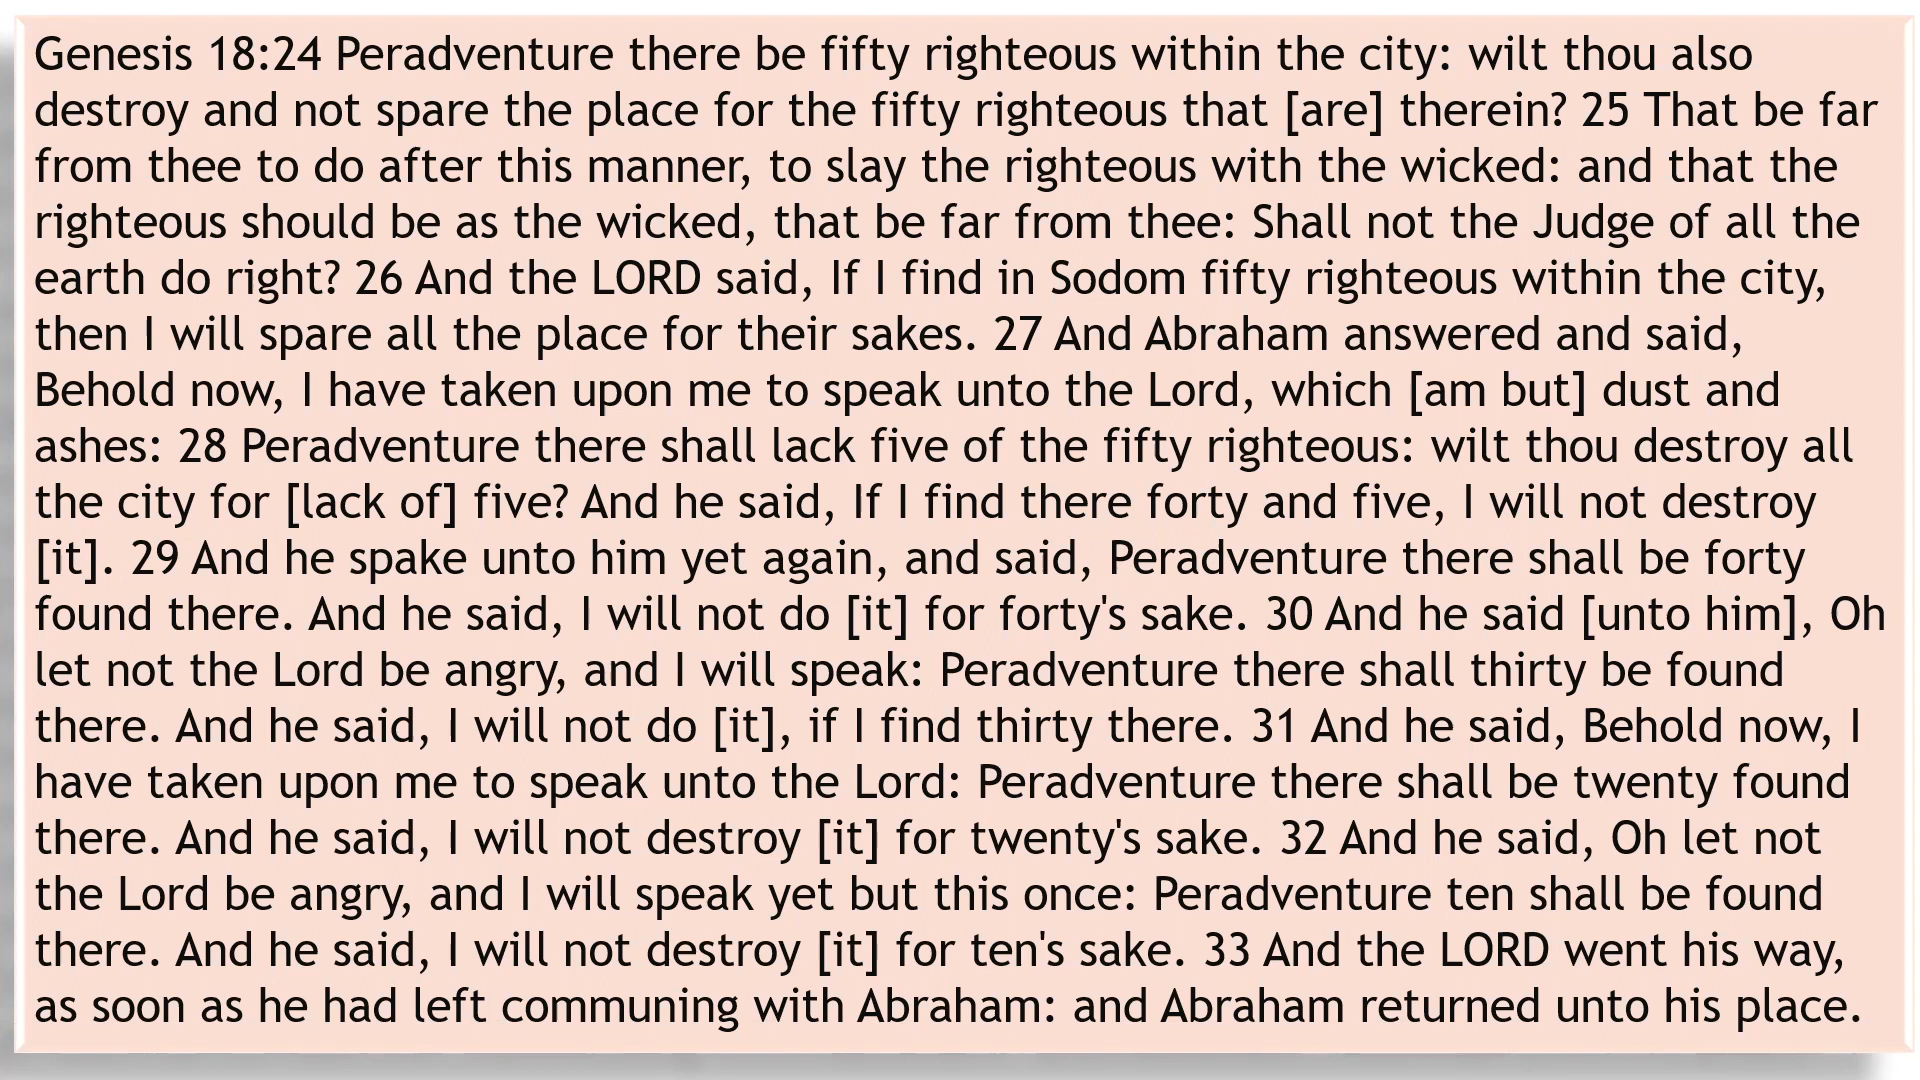 Genesis 18:24 Peradventure there be fifty righteous within the city: wilt thou also
destroy and not spare the place for the fifty righteous that [are] therein? 25 That be far
from thee to do after this manner, to slay the righteous with the wicked: and that the
righteous should be as the wicked, that be far from thee: Shall not the Judge of all the
earth do right? 26 And the LORD said, If I find in Sodom fifty righteous within the city,
then I will spare all the place for their sakes. 27 And Abraham answered and said,
Behold now, I have taken upon me to speak unto the Lord, which [am but] dust and
ashes: 28 Peradventure there shall lack five of the fifty righteous: wilt thou destroy all
the city for [lack of] five? And he said, If I find there forty and five, I will not destroy
[it]. 29 And he spake unto him yet again, and said, Peradventure there shall be forty
found there. And he said, I will not do [it] for forty's sake. 30 And he said [unto him], Oh
let not the Lord be angry, and I will speak: Peradventure there shall thirty be found
there. And he said, I will not do [it], if I find thirty there. 31 And he said, Behold now, I
have taken upon me to speak unto the Lord: Peradventure there shall be twenty found
there. And he said, I will not destroy [it] for twenty's sake. 32 And he said, Oh let not
the Lord be angry, and I will speak yet but this once: Peradventure ten shall be found
there. And he said, I will not destroy [it] for ten's sake. 33 And the LORD went his way,
as soon as he had left communing with Abraham: and Abraham returned unto his place.